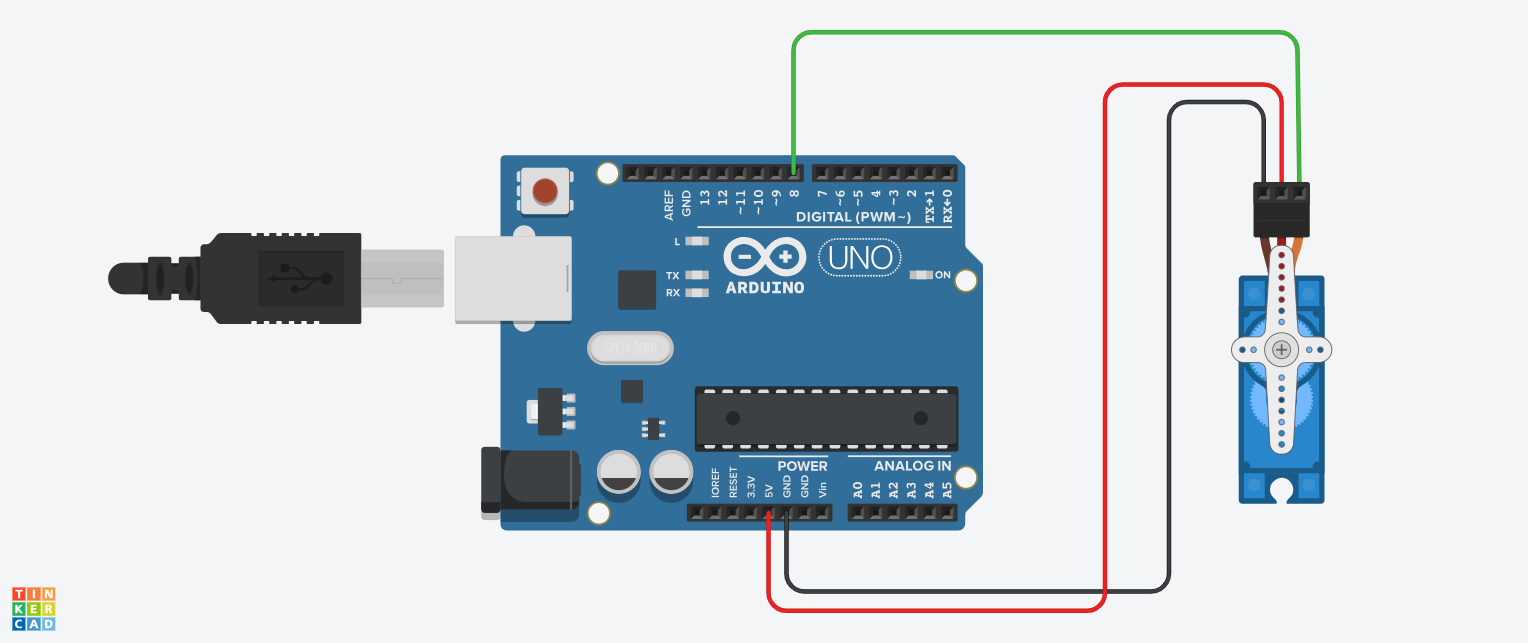 AREF
GND
13
12
~11
~10
~9
8
7
~6
~5
4
~3
2
TX→1
RX←0
DIGITAL (PWM~)
L
TX
RX
UNO
ON
ARDUINO
POWER
ANALOG IN
IOREF
RESET
3.3V
5V
GND
GND
Vin
A0
A1
A2
A3
A4
A5
TIN
KER
CAD